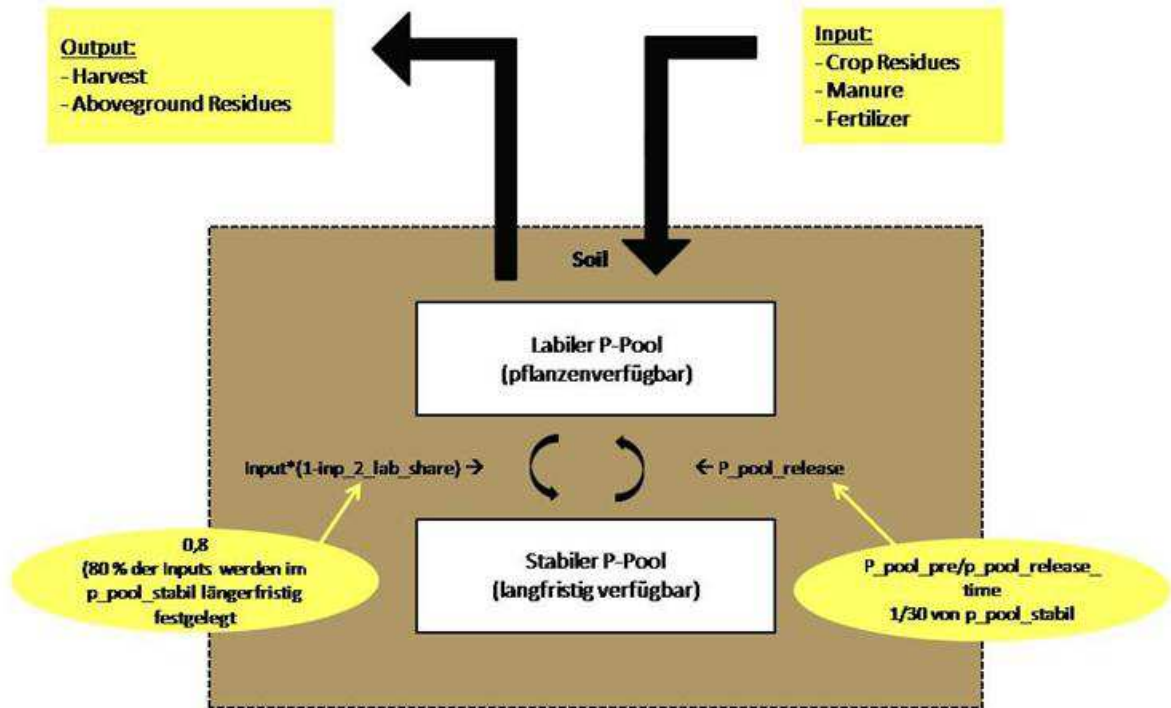 Output:
- Harvest
- Aboveground Residues
Input:
- Crop Residues
- Manure
- Fertilizer
Soil
Labiler P-Pool
(pflanzenverfügbar)
Input*(1-inp_2_lab_share) →
← P_pool_release
0,8
(80 % der Inputs werden im
p_pool_stabil längerfristig
festgelegt
Stabiler P-Pool
(langfristig verfügbar)
P_pool_pre/p_pool_release_
time
1/30 von p_pool_stabil